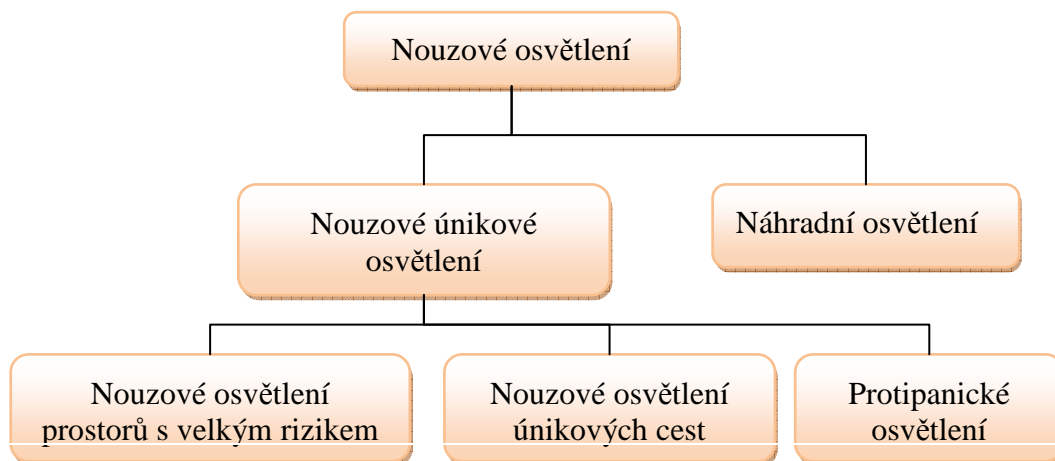 Nouzové osvětlení
Nouzové únikové
osvětlení
Náhradní osvětlení
Nouzové osvětlení
prostorů s velkým rizikem
Nouzové osvětlení
únikových cest
Protipanické
osvětlení